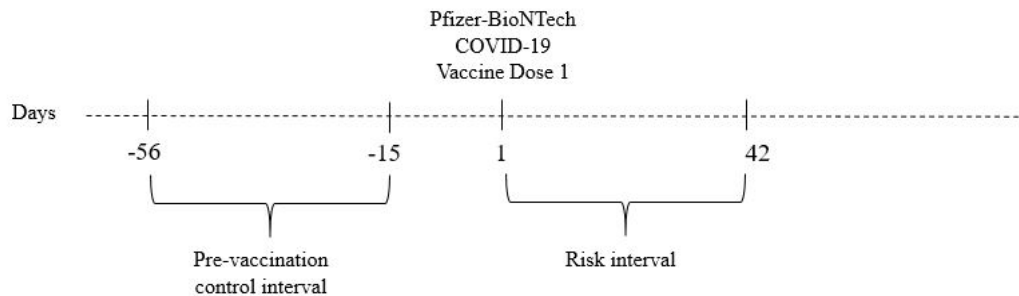 Pfizer-BioNTech
COVID-19
Vaccine Dose 1
Days
-56
-15
1
42
Pre-vaccination
control interval
Risk interval